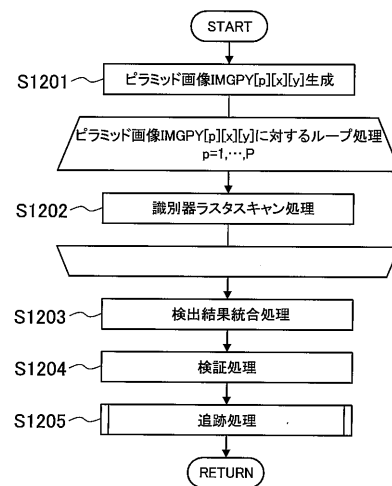 START
S1201
ピラミッド画像IMGPY[p][x][y]生成
ピラミッド画像IMGPY[p][x][y]に対するループ処理
p=1,…,P
S1202
識別器ラスタスキャン処理
S1203
検出結果統合処理
S1204
検証処理
S1205
追跡処理
RETURN